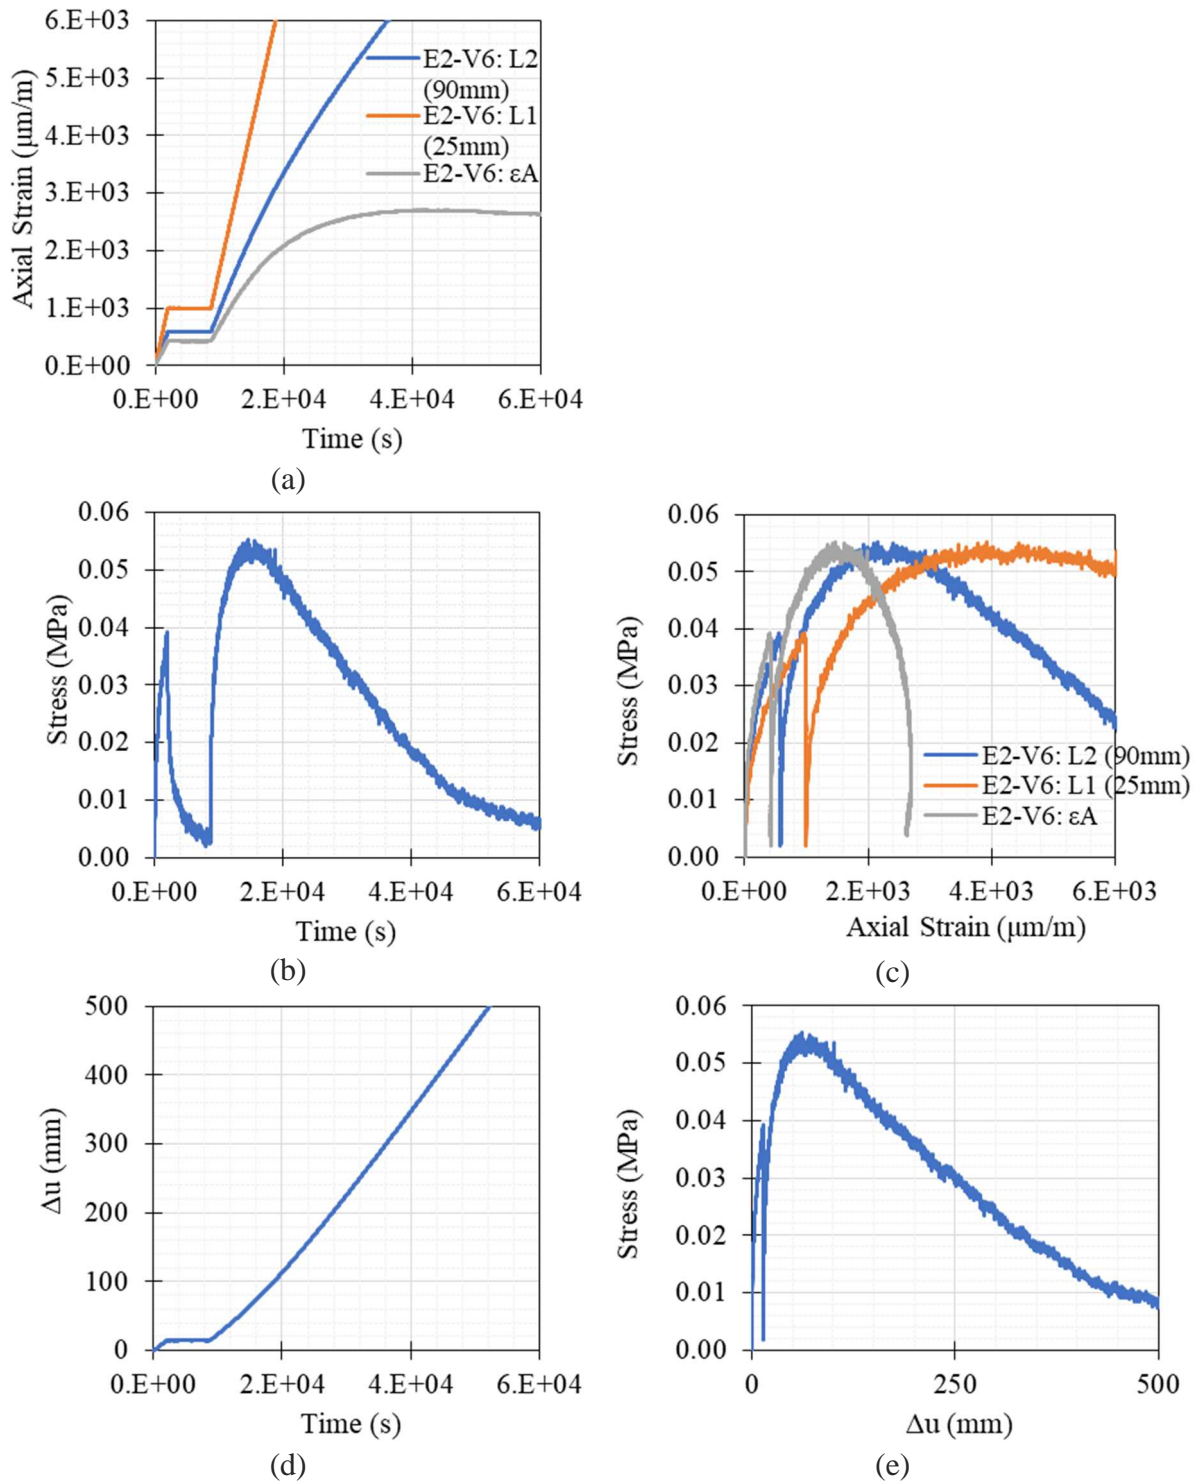 6.E+03
5.E+03
4.E+03
3.E+03
2.E+03
1.E+03
0.E+00
Axial Strain (μm/m)
E2-V6: L2
(90mm)
E2-V6: L1
(25mm)
E2-V6: εA
0.E+00 2.E+04 4.E+04 6.E+04
Time (s)
(a)
0.06
0.05
0.04
0.03
0.02
0.01
0.00
Stress (MPa)
0.E+00 2.E+04 4.E+04 6.E+04
Time (s)
(b)
0.06
0.05
0.04
0.03
0.02
0.01
0.00
Stress (MPa)
E2-V6: L2 (90mm)
E2-V6: L1 (25mm)
E2-V6: εA
0.E+00 2.E+03 4.E+03 6.E+03
Axial Strain (μm/m)
(c)
500
400
300
200
100
0
Δu (mm)
0.E+00 2.E+04 4.E+04 6.E+04
Time (s)
(d)
0.06
0.05
0.04
0.03
0.02
0.01
0.00
Stress (MPa)
0 250 500
Δu (mm)
(e)